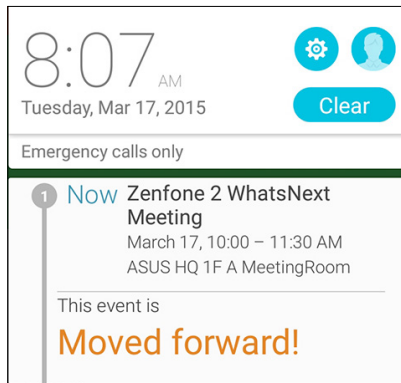 8:07 AM
Tuesday, Mar 17, 2015
Clear
Emergency calls only
1 Now Zenfone 2 WhatsNext
Meeting
March 17, 10:00 – 11:30 AM
ASUS HQ 1F A MeetingRoom
This event is
Moved forward!